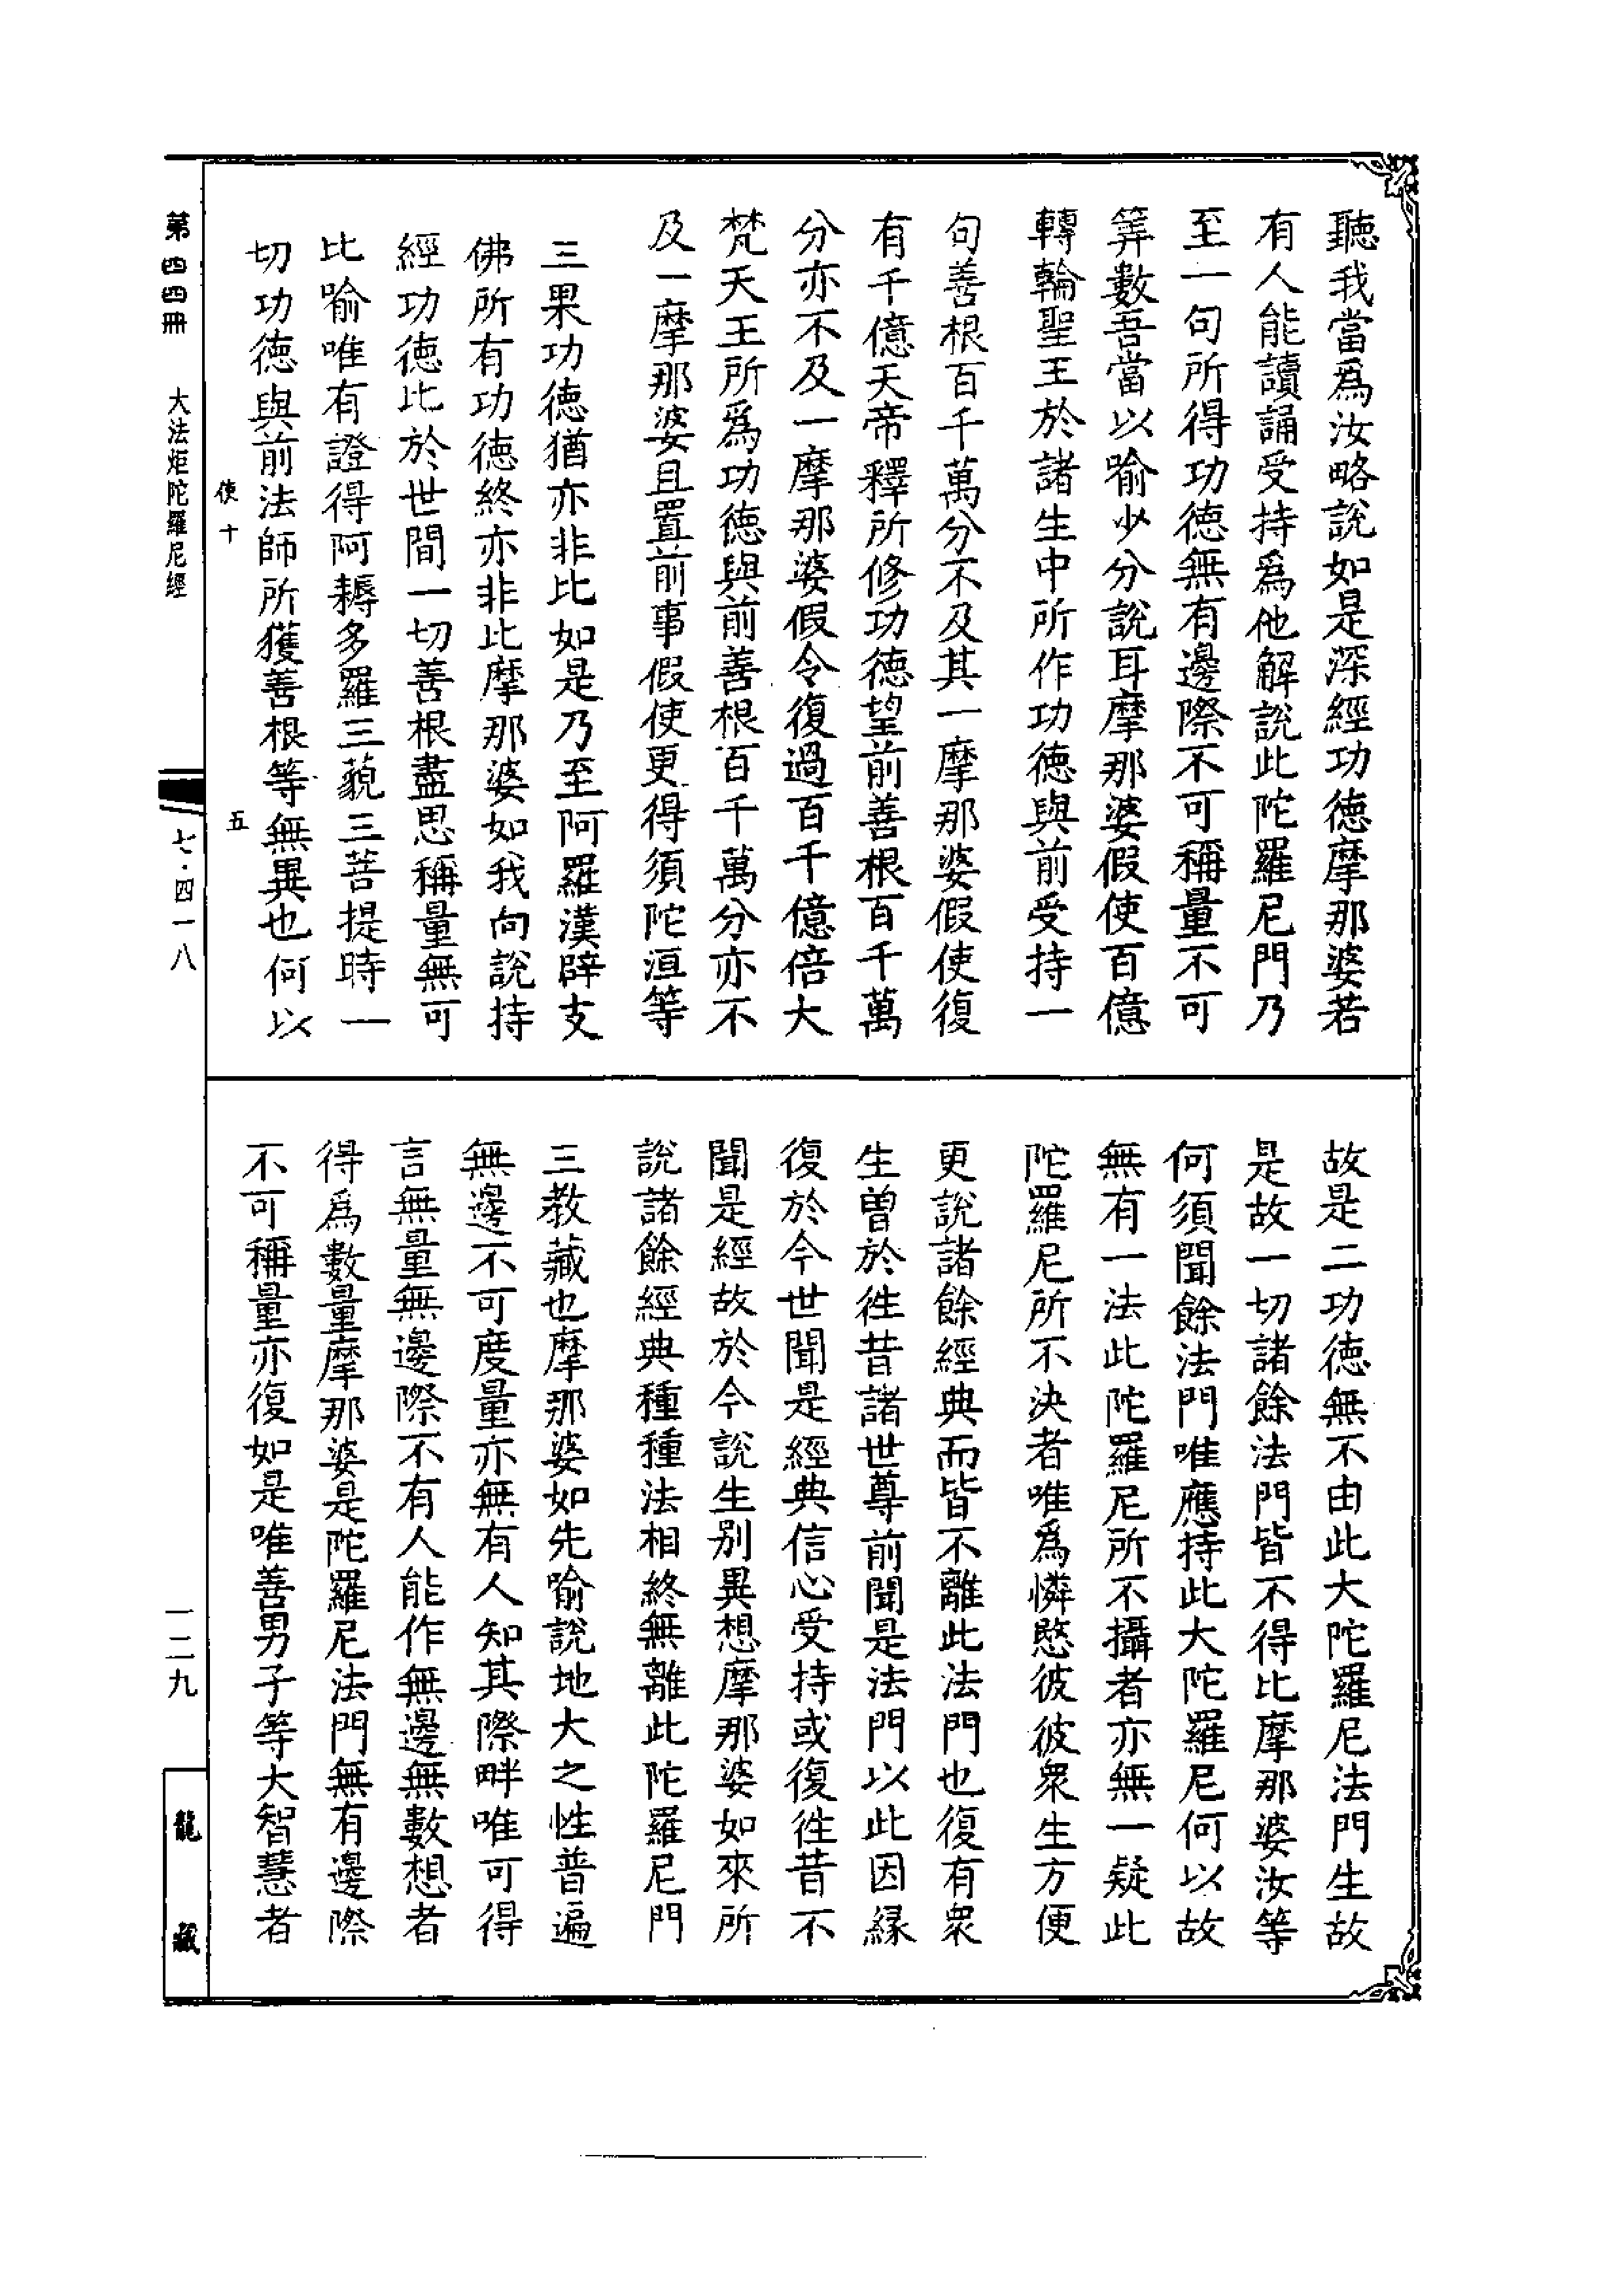 聽我當爲汝略說如是深經功德摩那婆若
有人能讀誦受持爲他解說此陀羅尼門乃
至一句所得功德無有邊際不可稱量不可
筭數吾當以喻少分說耳摩那婆假使百億
轉輪聖王於諸生中所作功德與前受持一
句善根百千萬分不及其一摩那婆假使復
有千億天帝釋所修功德望前善根百千萬
分亦不及一摩那婆假令復過百千億倍大
梵天王所爲功德與前善根百千萬分亦不
及一摩那婆且置前事假使更得須陀洹等
三果功德猶亦非比如是乃至阿羅漢辟支
佛所有功德終亦非比摩那婆如我向說持
經功德比於世間一切善根盡思稱量無可
比喻唯有證得阿耨多羅三藐三菩提時一
切功德與前法師所獲善根等無異也何以
故是二功德無不由此大陀羅尼法門生故
是故一切諸餘法門皆不得比摩那婆汝等
何須聞餘法門唯應持此大陀羅尼何以故
無有一法此陀羅尼所不攝者亦無一疑此
陀羅尼所不決者唯爲憐愍彼彼衆生方便
更說諸餘經典而皆不離此法門也復有衆
生曾於徃昔諸世尊前聞是法門以此因緣
復於今世聞是經典信心受持或復徃昔不
聞是經故於今說生別異想摩那婆如來所
說諸餘經典種種法相終無離此陀羅尼門
三教藏也摩那婆如先喻說地大之性普遍
無邊不可度量亦無有人知其際畔唯可得
言無量無邊際不有人能作無邊無數想者
得爲數量摩那婆是陀羅尼法門無有邊際
不可稱量亦復如是唯善男子等大智慧者
使十
五
第四四冊
大法炬陀羅尼經
七·四一八
一二九
龍藏